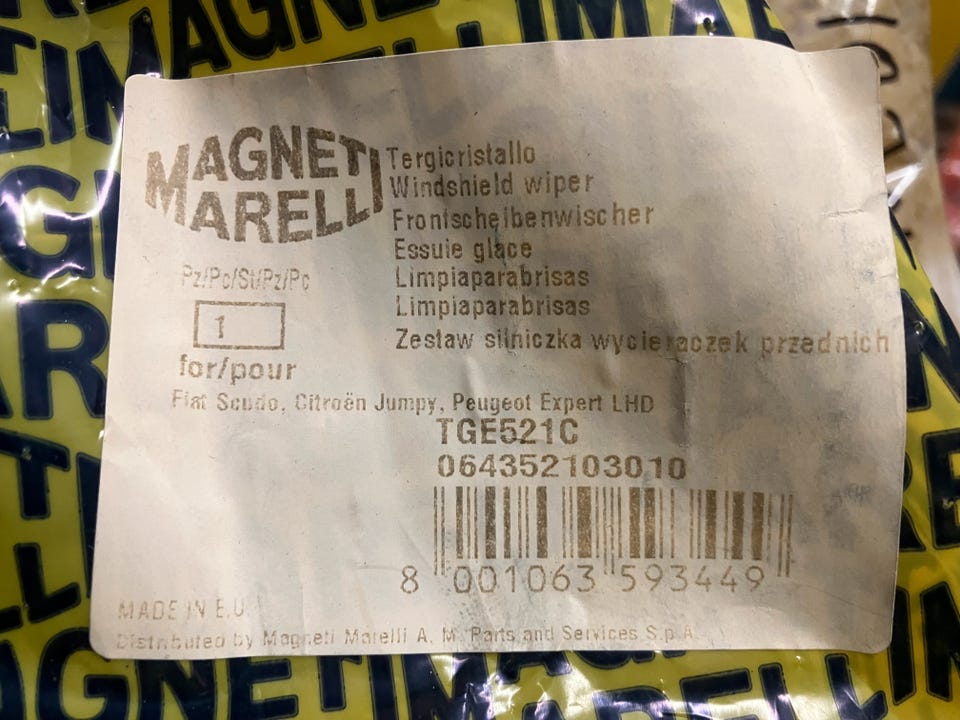 MAGNETI
MARELLI
Tergicristallo
Windshield wiper
Frontscheibenwischer
Essuie glace
Limpiaparabrisas
Limpiaparabrisas
Zestaw silniczka wycieraczek przednich
Pz/Pc/St/Pz/Pc
1
for/pour
Fiat Scudo, Citroën Jumpy, Peugeot Expert LHD
TGE521C
064352103010
8 001063 593449
MADE IN E.U.
Distributed by Magneti Marelli A. M. Parts and Services S.p.A.